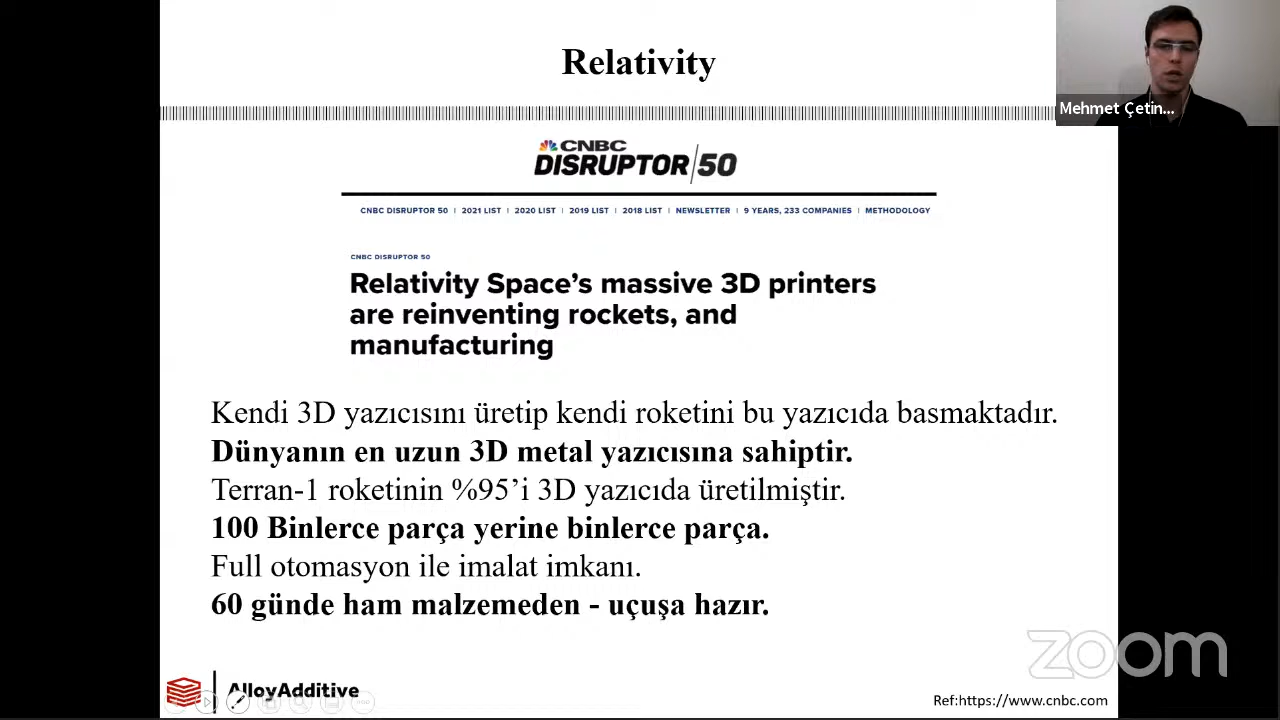 Relativity
Mehmet Çetin...
CNBC
DISRUPTOR/50
CNBC DISRUPTOR 50 | 2021 LIST | 2020 LIST | 2019 LIST | 2018 LIST | NEWSLETTER | 9 YEARS, 233 COMPANIES | METHODOLOGY
CNBC DISRUPTOR 50
Relativity Space’s massive 3D printers
are reinventing rockets, and
manufacturing
Kendi 3D yazıcısını üretip kendi roketini bu yazıcıda basmaktadır.
Dünyanın en uzun 3D metal yazıcısına sahiptir.
Terran-1 roketinin %95’i 3D yazıcıda üretilmiştir.
100 Binlerce parça yerine binlerce parça.
Full otomasyon ile imalat imkanı.
60 günde ham malzemeden - uçuşa hazır.
zoom
AlloyAdditive
Ref:https://www.cnbc.com